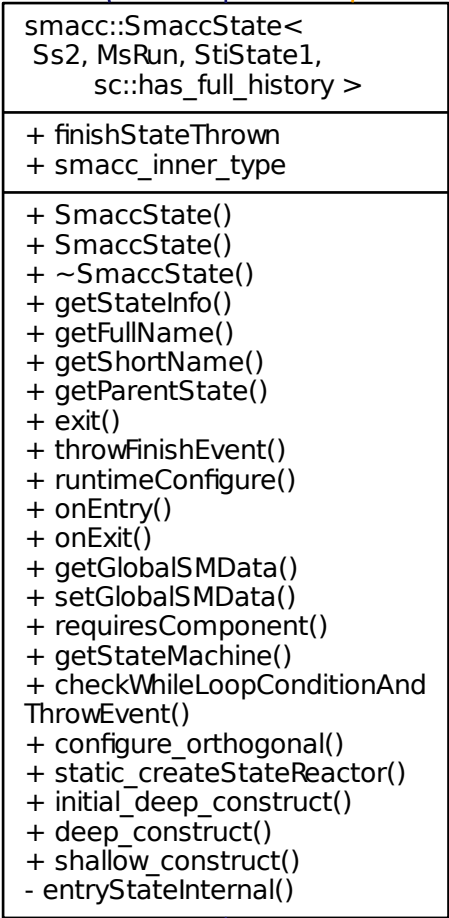 smacc::SmaccState<
Ss2, MsRun, StiState1,
sc::has_full_history >
+ finishStateThrown
+ smacc_inner_type
+ SmaccState()
+ SmaccState()
+ ~SmaccState()
+ getStateInfo()
+ getFullName()
+ getShortName()
+ getParentState()
+ exit()
+ throwFinishEvent()
+ runtimeConfigure()
+ onEntry()
+ onExit()
+ getGlobalSMData()
+ setGlobalSMData()
+ requiresComponent()
+ getStateMachine()
+ checkWhileLoopConditionAnd
ThrowEvent()
+ configure_orthogonal()
+ static_createStateReactor()
+ initial_deep_construct()
+ deep_construct()
+ shallow_construct()
- entryStateInternal()